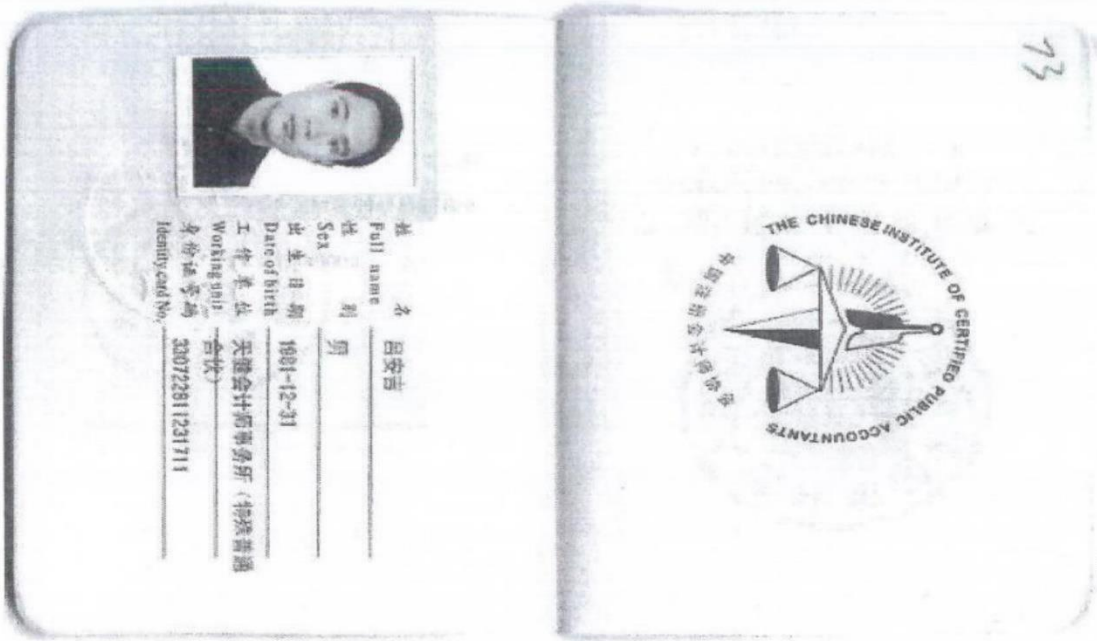 姓 名 吕安吉
Full name
性 别 男
Sex
出生日期 1981-12-31
Date of birth
工作单位 天健会计师事务所（特殊普通
Working unit 合伙）
身份证号码 330722811231711
Identity card No.
THE CHINESE INSTITUTE OF CERTIFIED PUBLIC ACCOUNTANTS
中国注册会计师协会